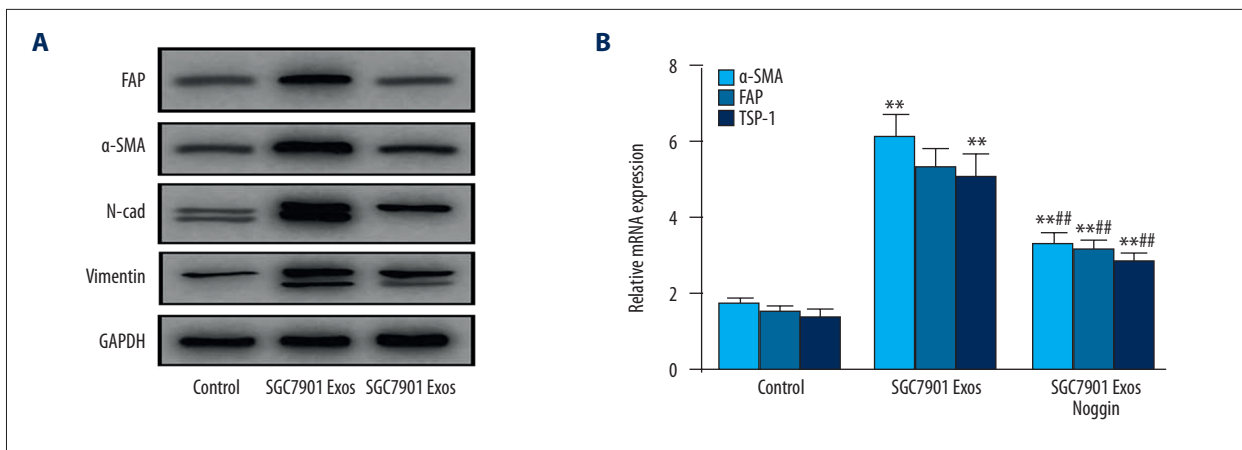 A
FAP
α-SMA
N-cad
Vimentin
GAPDH
Control SGC7901 Exos SGC7901 Exos
B
8
6
4
2
0
Relative mRNA expression
α-SMA
FAP
TSP-1
** **
**## **## **##
Control SGC7901 Exos SGC7901 Exos
Noggin